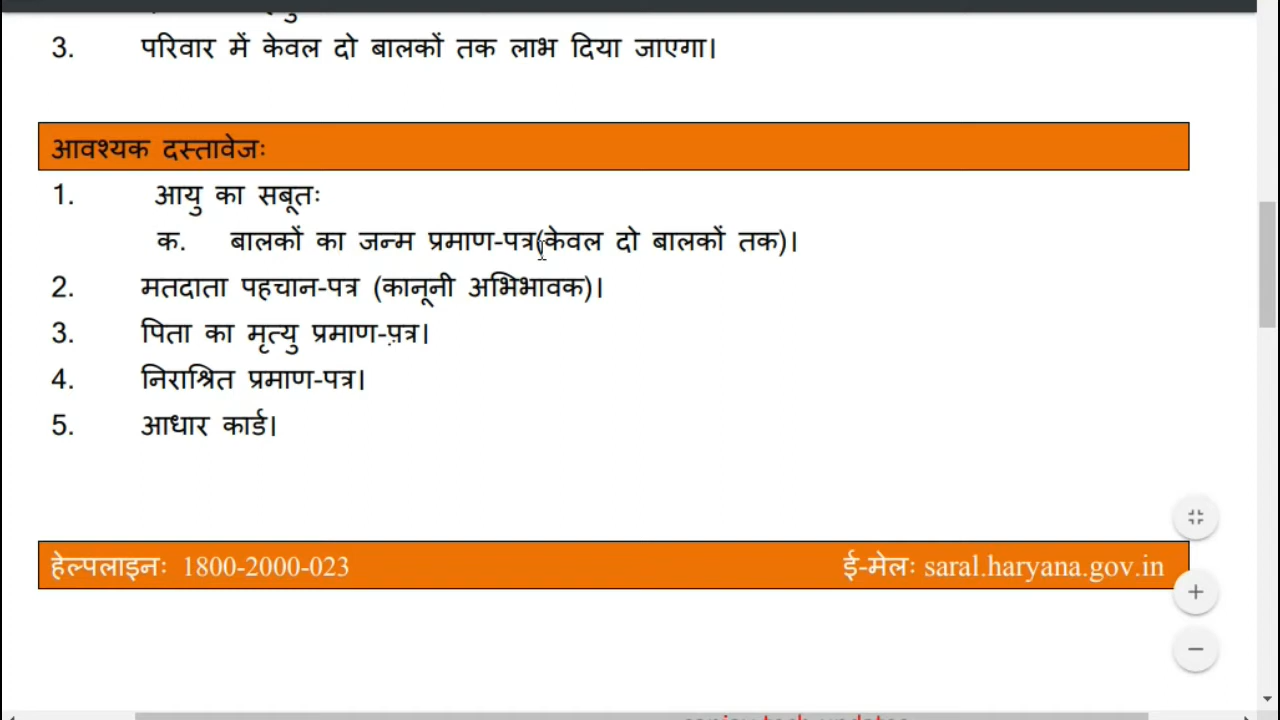 3. परिवार में केवल दो बालकों तक लाभ दिया जाएगा।
आवश्यक दस्तावेजः
1. आयु का सबूतः
क. बालकों का जन्म प्रमाण-पत्र(केवल दो बालकों तक)।
2. मतदाता पहचान-पत्र (कानूनी अभिभावक)।
3. पिता का मृत्यु प्रमाण-प़त्र।
4. निराश्रित प्रमाण-पत्र।
5. आधार कार्ड।
हेल्पलाइनः 1800-2000-023 ई-मेलः saral.haryana.gov.in